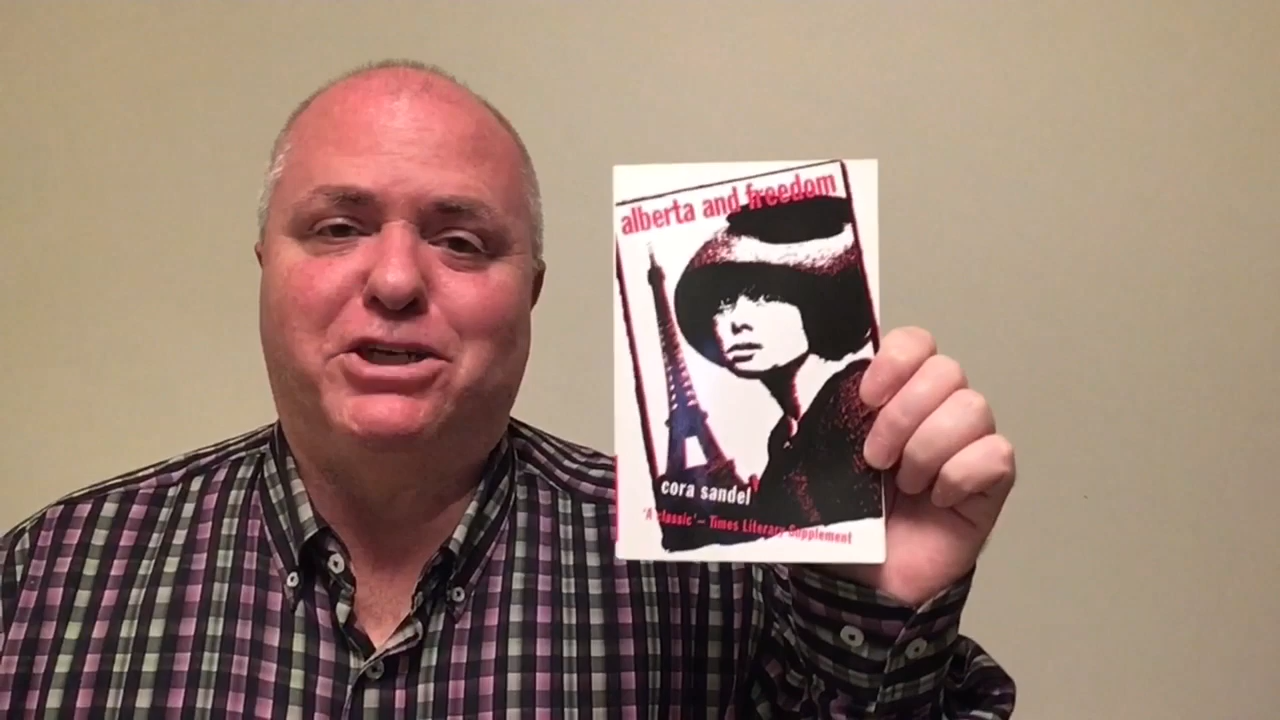 alberta and freedom
cora sandel
'A classic' – Times Literary Supplement